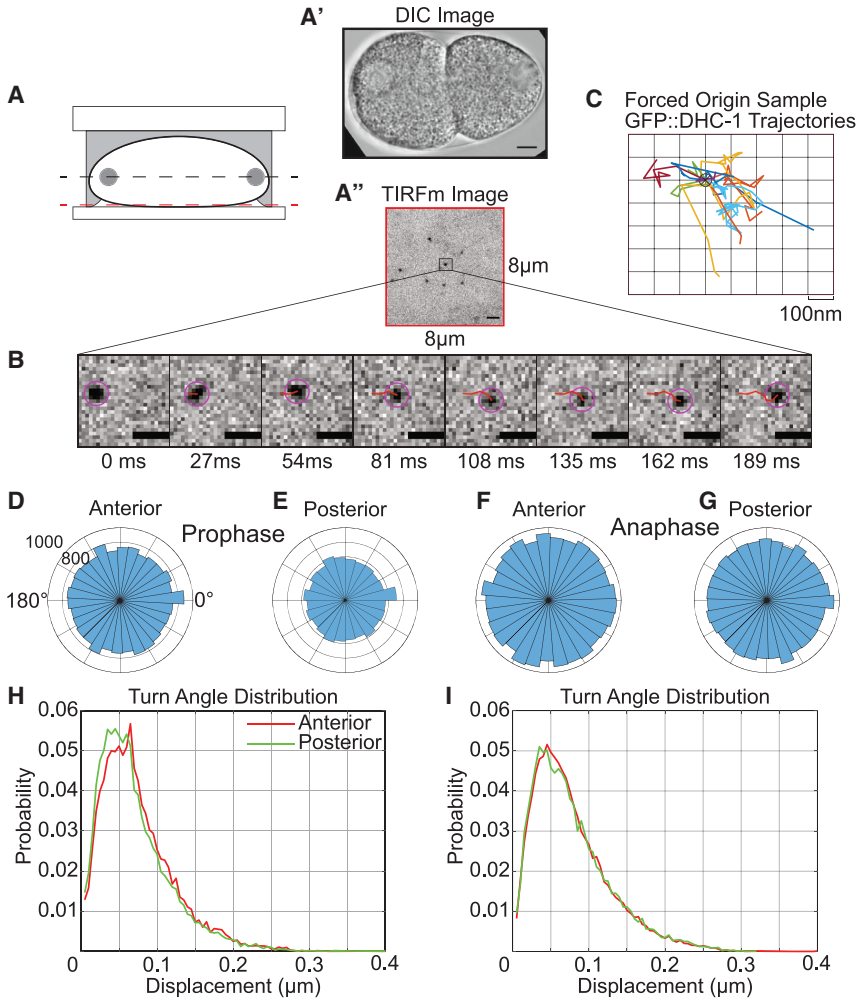 A'
DIC Image
A
C
Forced Origin Sample
GFP::DHC-1 Trajectories
100nm
A''
TIRFm Image
8µm
8µm
B
0 ms
27ms
54ms
81 ms
108 ms
135 ms
162 ms
189 ms
D
Anterior
E
Posterior
Prophase
1000
800
180°
0°
F
Anterior
G
Posterior
Anaphase
H
Turn Angle Distribution
Anterior
Posterior
Probability
0.06
0.05
0.04
0.03
0.02
0.01
0
0.1
0.2
0.3
0.4
Displacement (µm)
I
Turn Angle Distribution
Probability
0.06
0.05
0.04
0.03
0.02
0.01
0
0.1
0.2
0.3
0.4
Displacement (µm)